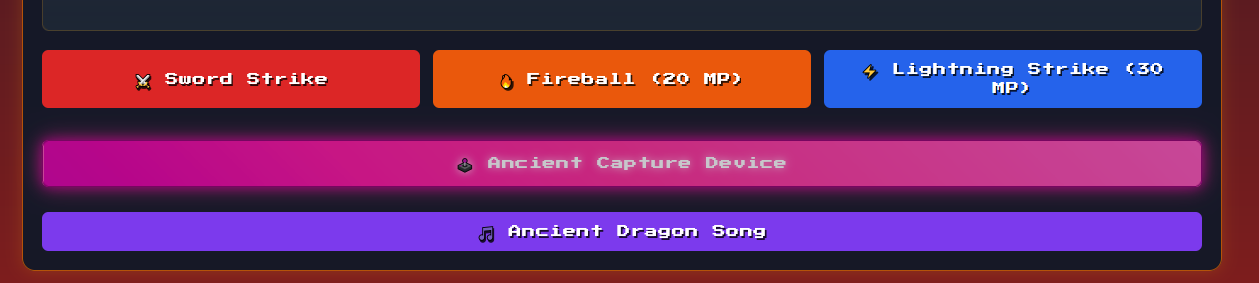 Sword Strike
Fireball (20 MP)
Lightning Strike (30
MP)
Ancient Capture Device
Ancient Dragon Song